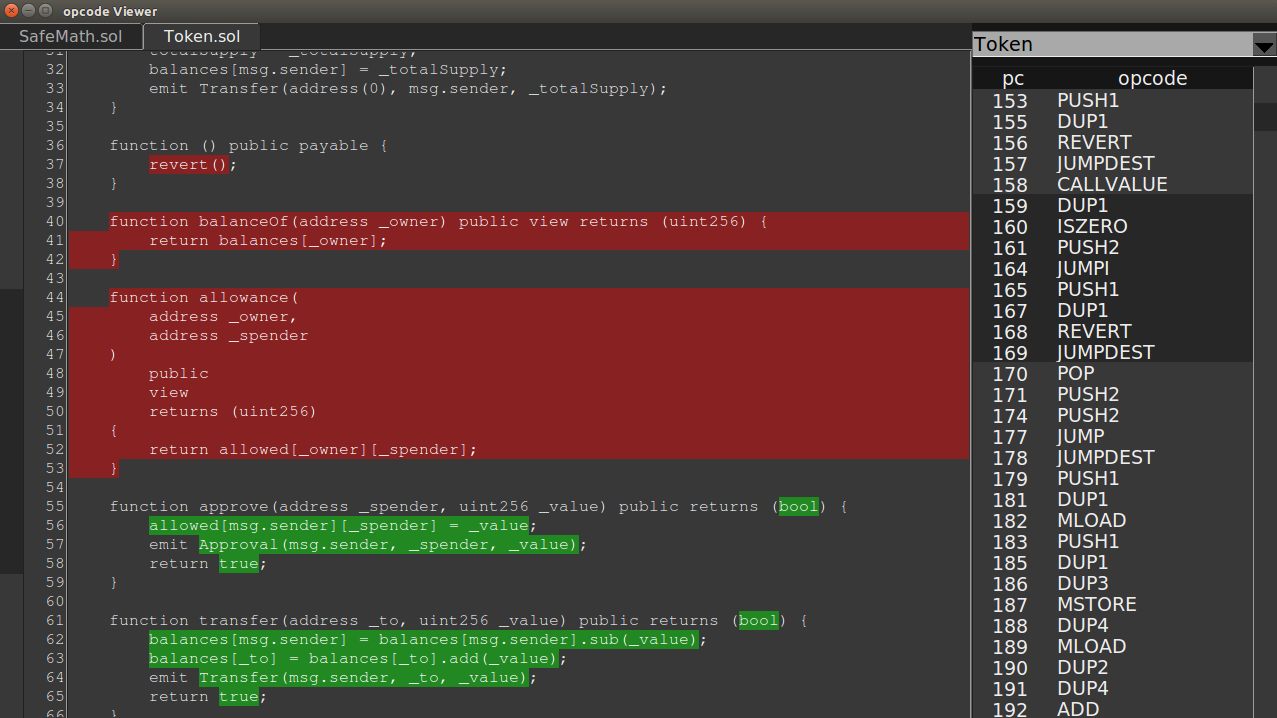 opcode Viewer
SafeMath.sol
Token.sol
31 totalSupply = _totalSupply;
32 balances[msg.sender] = _totalSupply;
33 emit Transfer(address(0), msg.sender, _totalSupply);
34 }
35
36 function () public payable {
37 revert();
38 }
39
40 function balanceOf(address _owner) public view returns (uint256) {
41 return balances[_owner];
42 }
43
44 function allowance(
45 address _owner,
46 address _spender
47 )
48 public
49 view
50 returns (uint256)
51 {
52 return allowed[_owner][_spender];
53 }
54
55 function approve(address _spender, uint256 _value) public returns (bool) {
56 allowed[msg.sender][_spender] = _value;
57 emit Approval(msg.sender, _spender, _value);
58 return true;
59 }
60
61 function transfer(address _to, uint256 _value) public returns (bool) {
62 balances[msg.sender] = balances[msg.sender].sub(_value);
63 balances[_to] = balances[_to].add(_value);
64 emit Transfer(msg.sender, _to, _value);
65 return true;
66 }
Token
pc opcode
153 PUSH1
155 DUP1
156 REVERT
157 JUMPDEST
158 CALLVALUE
159 DUP1
160 ISZERO
161 PUSH2
164 JUMPI
165 PUSH1
167 DUP1
168 REVERT
169 JUMPDEST
170 POP
171 PUSH2
174 PUSH2
177 JUMP
178 JUMPDEST
179 PUSH1
181 DUP1
182 MLOAD
183 PUSH1
185 DUP1
186 DUP3
187 MSTORE
188 DUP4
189 MLOAD
190 DUP2
191 DUP4
192 ADD